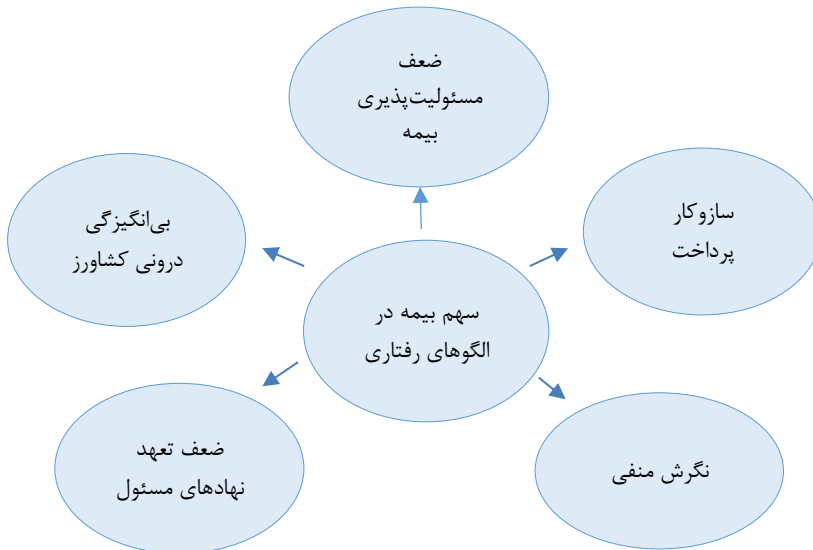 ضعف
مسئولیت‌پذیری
بیمه
سازوکار
پرداخت
بی‌انگیزگی
درونی کشاورز
سهم بیمه در
الگوهای رفتاری
ضعف تعهد
نهادهای مسئول
نگرش منفی